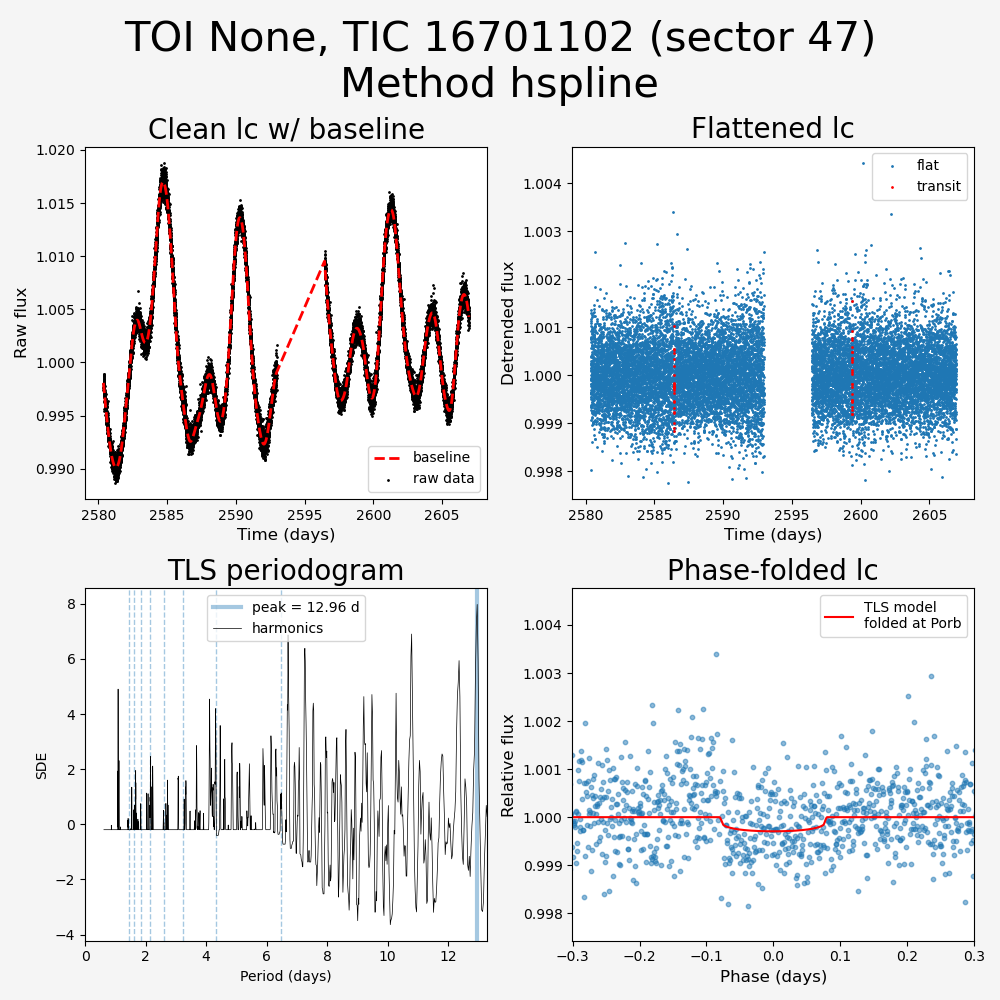 TOI None, TIC 16701102 (sector 47)
Method hspline
Clean lc w/ baseline
Flattened lc
1.020
1.015
1.010
1.005
1.000
0.995
0.990
Raw flux
baseline
raw data
2580
2585
2590
2595
2600
2605
Time (days)
1.004
1.003
1.002
1.001
1.000
0.999
0.998
Detrended flux
flat
transit
2580
2585
2590
2595
2600
2605
Time (days)
TLS periodogram
Phase-folded lc
8
6
4
2
0
−2
−4
SDE
peak = 12.96 d
harmonics
0
2
4
6
8
10
12
Period (days)
1.004
1.003
1.002
1.001
1.000
0.999
0.998
Relative flux
TLS model
folded at Porb
−0.3
−0.2
−0.1
0.0
0.1
0.2
0.3
Phase (days)